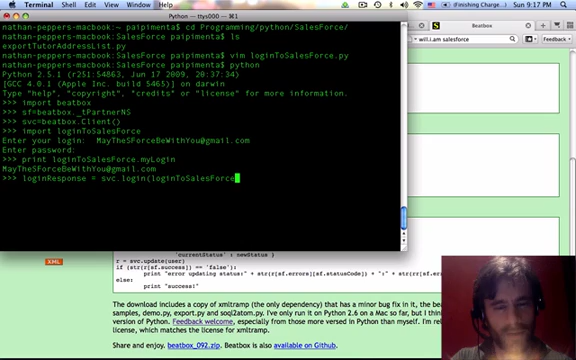 Terminal Shell Edit View Window Help
(Finishing Charge...) Sun 9:17 PM
Python — ttys000 — ⌘1
Beatbox
will.i.am salesforce
nathan-peppers-macbook:~ paipimenta$ cd Programming/python/SalesForce/
nathan-peppers-macbook:SalesForce paipimenta$ ls
exportTutorAddressList.py
nathan-peppers-macbook:SalesForce paipimenta$ vim loginToSalesForce.py
nathan-peppers-macbook:SalesForce paipimenta$ python
Python 2.5.1 (r251:54863, Jun 17 2009, 20:37:34)
[GCC 4.0.1 (Apple Inc. build 5465)] on darwin
Type "help", "copyright", "credits" or "license" for more information.
>>> import beatbox
>>> sf=beatbox._tPartnerNS
>>> svc=beatbox.Client()
>>> import loginToSalesForce
Enter your login: MayTheSForceBeWithYou@gmail.com
Enter password:
>>> print loginToSalesForce.myLogin
MayTheSForceBeWithYou@gmail.com
>>> loginResponse = svc.login(loginToSalesForce
XML
'currentStatus' : newStatus }
r = svc.update(user)
if (str(r[sf.success]) == 'false'):
print "error updating status:" + str(r[sf.errors][sf.statusCode]) + ":" +
else:
print "success!"
The download includes a copy of xmltramp (the only dependency) that has a minor bug fix in it, the
samples, demo.py, export.py, and soql2atom.py. I've only run it on Python 2.6 on a Mac so far, but I
version of Python. Feedback welcome, especially from those more versed in Python than myself. I'm
license, which matches the license for xmltramp.
Share and enjoy. beatbox_092.zip. Beatbox is also available on Github.